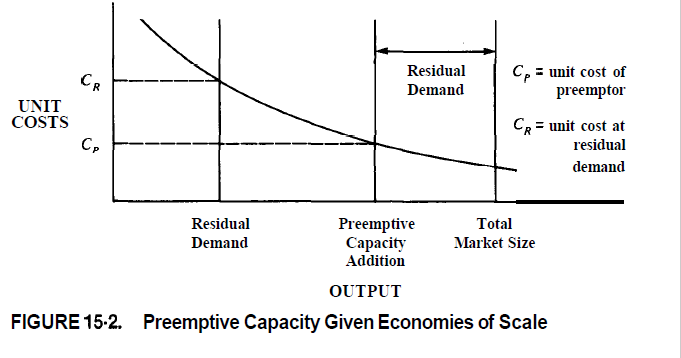 Residual
Demand
C_P = unit cost of
preemptor
C_R = unit cost at
residual
demand
C_R
UNIT
COSTS
C_P
Residual
Demand
Preemptive
Capacity
Addition
Total
Market Size
OUTPUT
FIGURE 15-2. Preemptive Capacity Given Economies of Scale